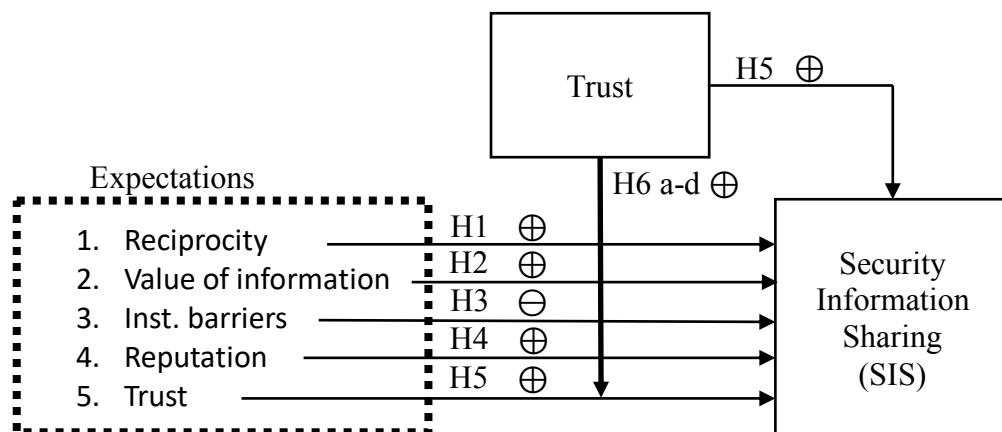 Trust
H5 ⊕
H6 a-d ⊕
Expectations
1. Reciprocity
H1 ⊕
2. Value of information
H2 ⊕
3. Inst. barriers
H3 ⊖
4. Reputation
H4 ⊕
5. Trust
H5 ⊕
Security
Information
Sharing
(SIS)